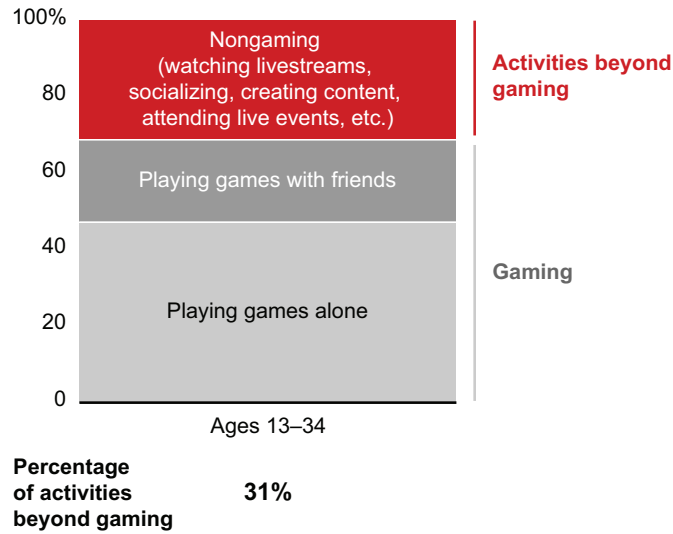 100%
80
60
40
20
0
Nongaming
(watching livestreams,
socializing, creating content,
attending live events, etc.)
Playing games with friends
Playing games alone
Activities beyond
gaming
Gaming
Ages 13–34
Percentage
of activities
beyond gaming
31%